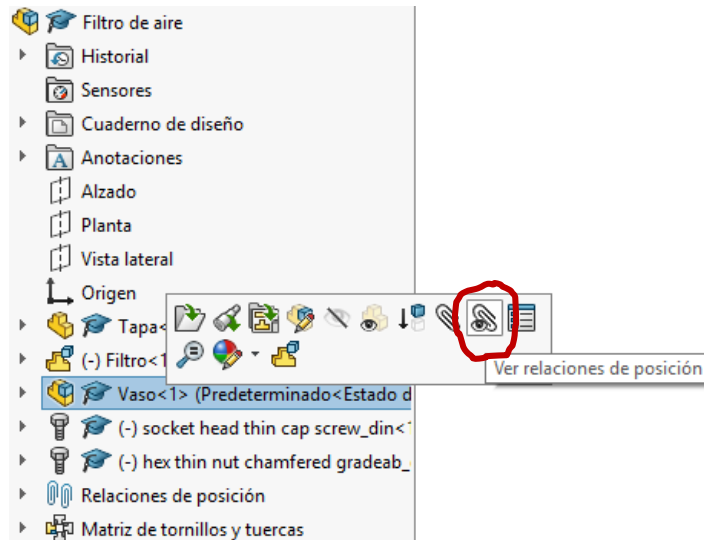 Filtro de aire
Historial
Sensores
Cuaderno de diseño
Anotaciones
Alzado
Planta
Vista lateral
Origen
Tapa<
(-) Filtro<1
Ver relaciones de posición
Vaso<1> (Predeterminado<Estado d
(-) socket head thin cap screw_din<1
(-) hex thin nut chamfered gradeab_
Relaciones de posición
Matriz de tornillos y tuercas